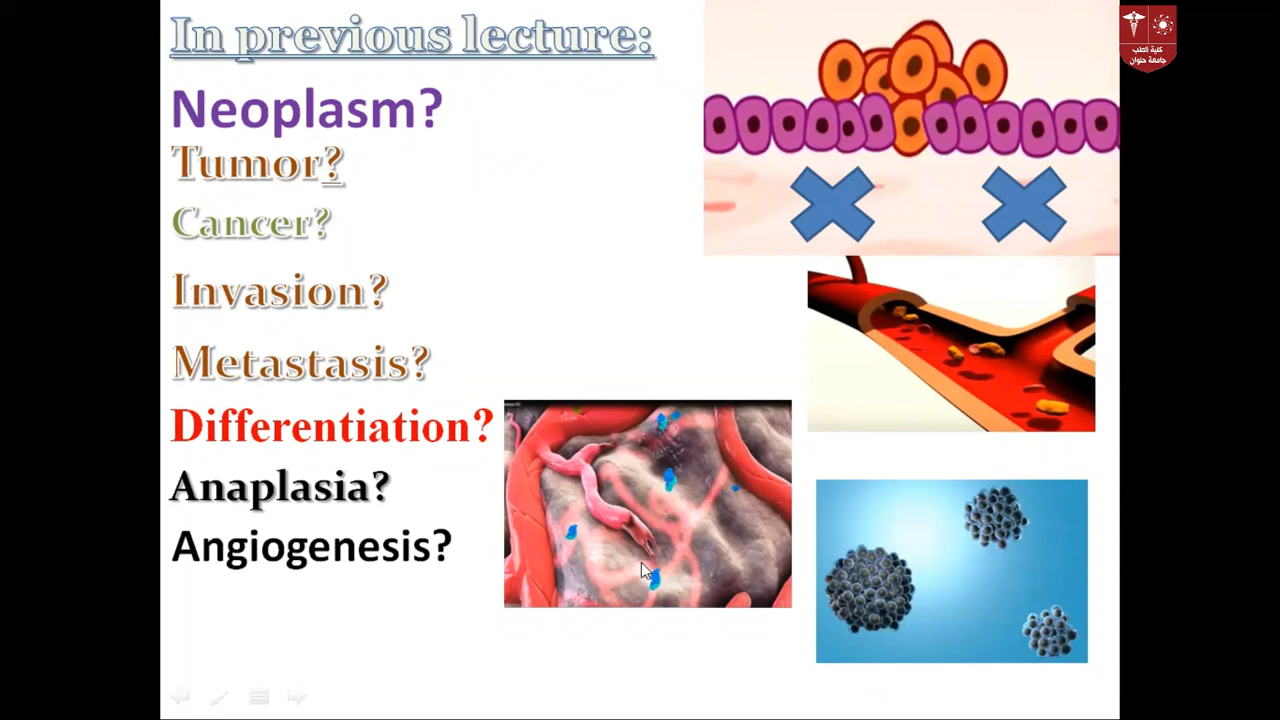 In previous lecture:
Neoplasm?
Tumor?
Cancer?
Invasion?
Metastasis?
Differentiation?
Anaplasia?
Angiogenesis?
كلية الطب
جامعة حلوان